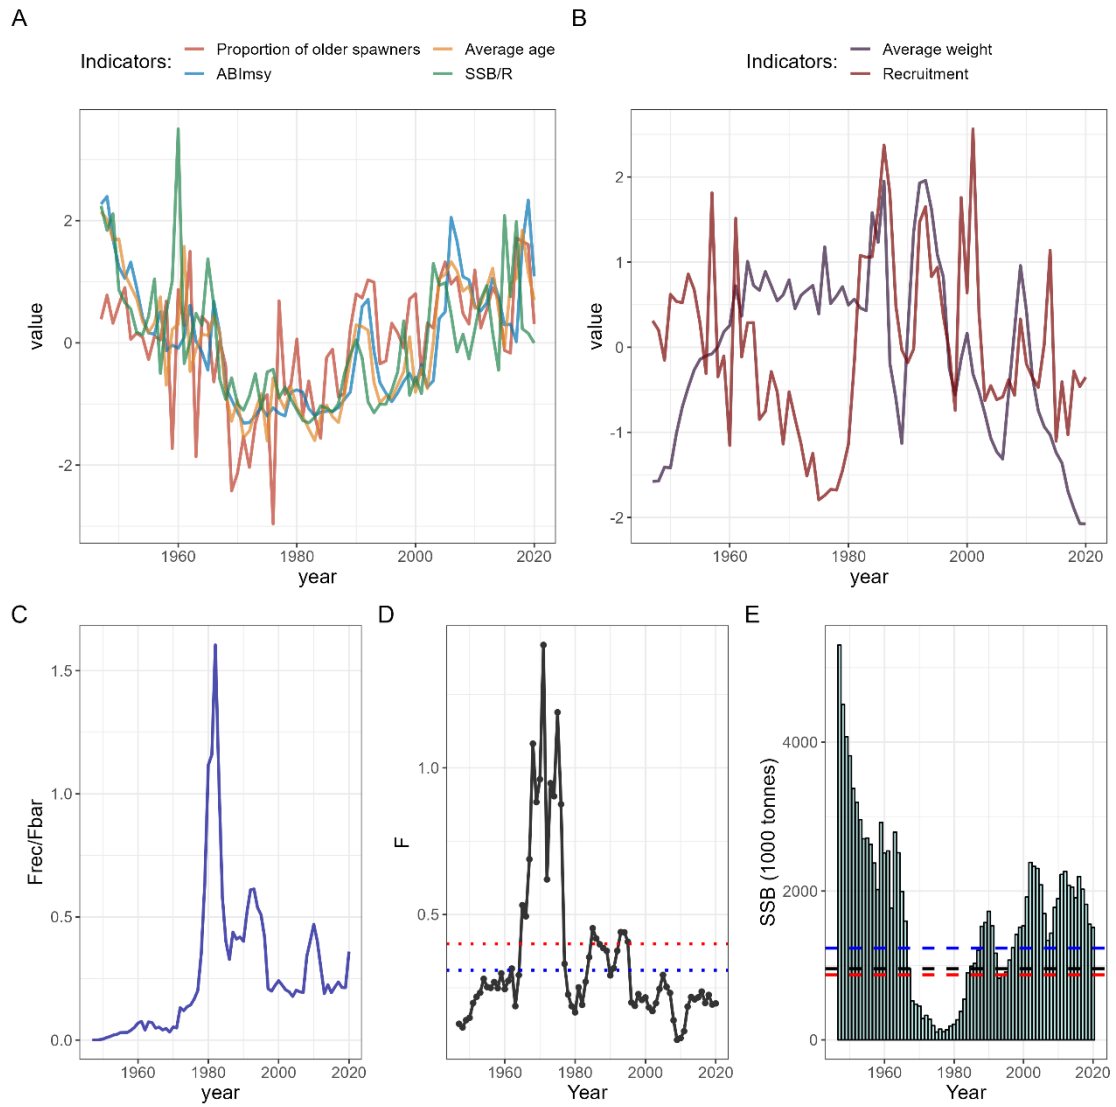 A
Indicators:
Proportion of older spawners
Average age
ABImsy
SSB/R
value
2
0
-2
1960
1980
2000
2020
year
B
Indicators:
Average weight
Recruitment
value
2
1
0
-1
-2
1960
1980
2000
2020
year
C
Frec/Fbar
1.5
1.0
0.5
0.0
1960
1980
2000
2020
year
D
F
1.0
0.5
1960
1980
2000
2020
Year
E
SSB (1000 tonnes)
4000
2000
0
1960
1980
2000
2020
Year